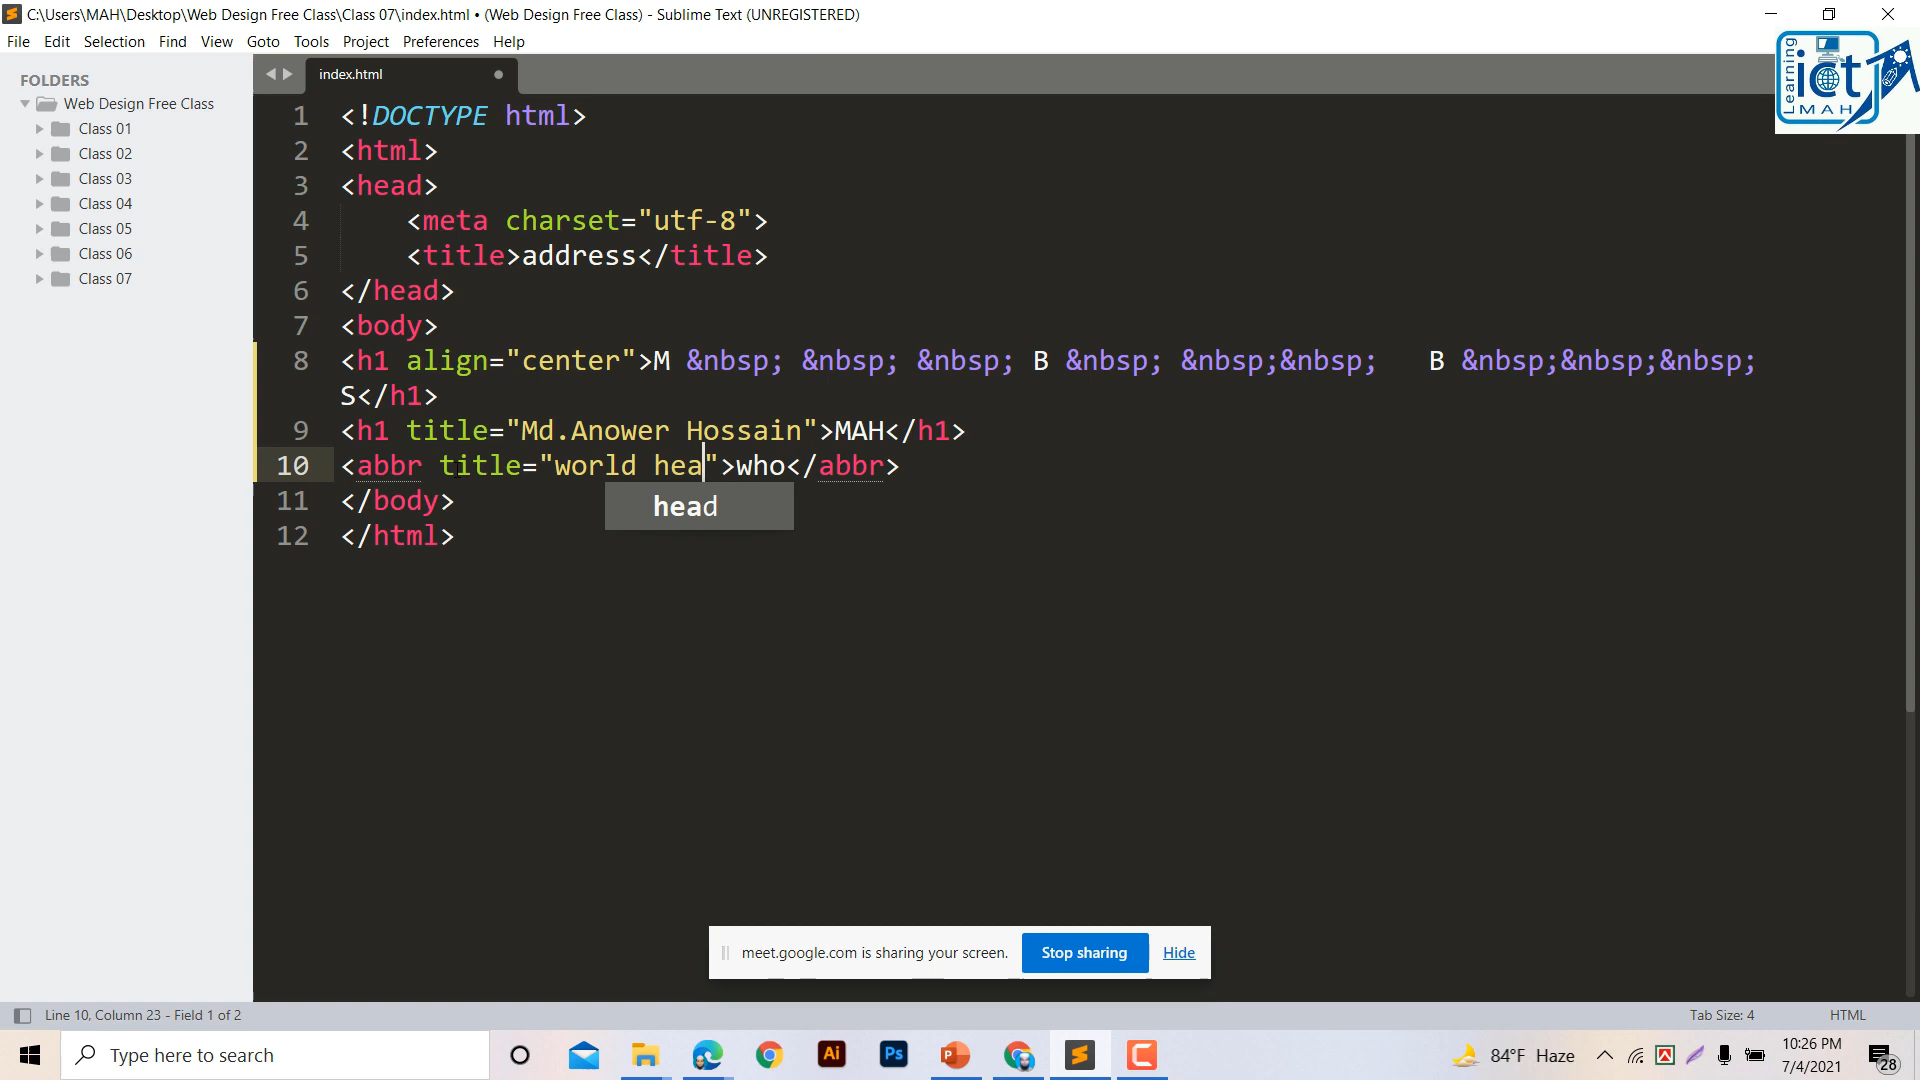 C:\Users\MAH\Desktop\Web Design Free Class\Class 07\index.html • (Web Design Free Class) - Sublime Text (UNREGISTERED)
File Edit Selection Find View Goto Tools Project Preferences Help
Learning
ict
MAH
FOLDERS
Web Design Free Class
Class 01
Class 02
Class 03
Class 04
Class 05
Class 06
Class 07
index.html
1 <!DOCTYPE html>
2 <html>
3 <head>
4 <meta charset="utf-8">
5 <title>address</title>
6 </head>
7 <body>
8 <h1 align="center">M &nbsp; &nbsp; &nbsp; B &nbsp; &nbsp;&nbsp; B &nbsp;&nbsp;&nbsp;
S</h1>
9 <h1 title="Md.Anower Hossain">MAH</h1>
10 <abbr title="world hea">who</abbr>
head
11 </body>
12 </html>
meet.google.com is sharing your screen. Stop sharing Hide
Line 10, Column 23 - Field 1 of 2 Tab Size: 4 HTML
Type here to search
Ai
Ps
84°F Haze
10:26 PM
7/4/2021
28